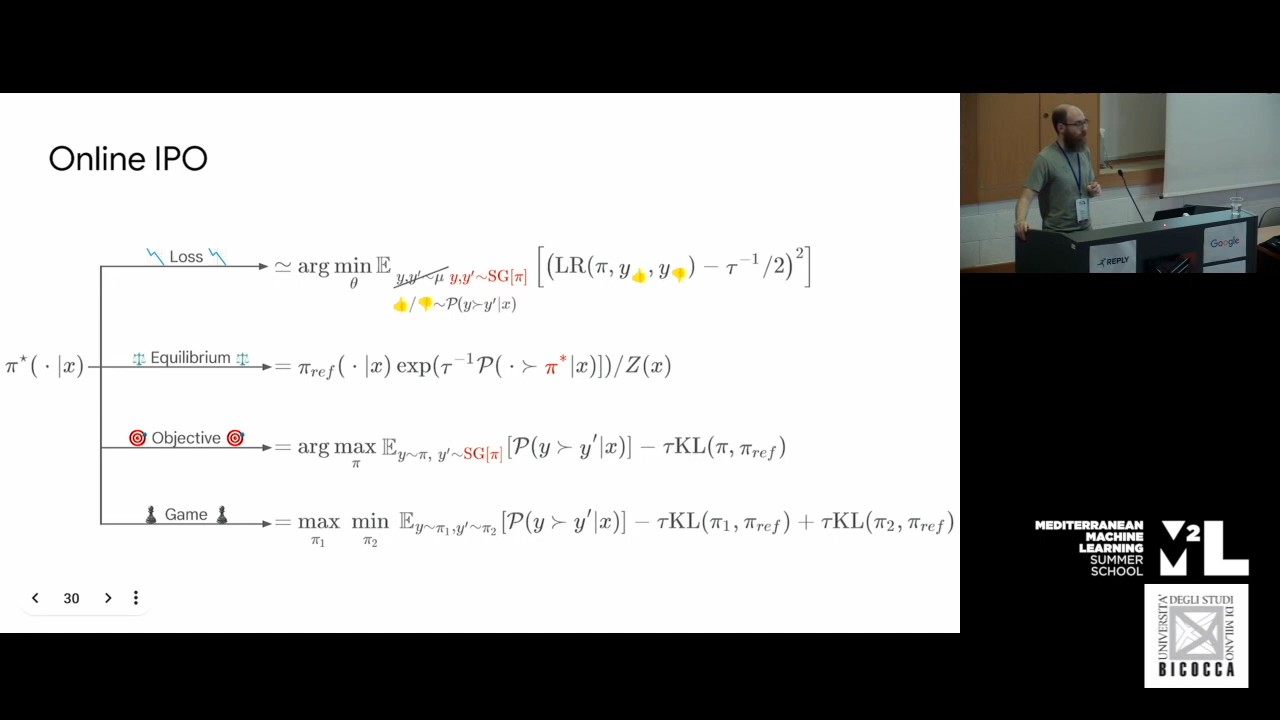 Online IPO
📉 Loss 📉
≃ arg min_θ 𝔼_{y,y'∼μ y,y'∼SG[π] 👍/👎∼𝒫(y≻y'|x)} [(LR(π, y_👍, y_👎) − τ^{-1}/2)^2]
π*( · |x)
⚖ Equilibrium ⚖
= π_ref( · |x) exp(τ^{-1}𝒫( · ≻ π*|x)])/Z(x)
🎯 Objective 🎯
= arg max_π 𝔼_{y∼π, y'∼SG[π]}[𝒫(y ≻ y'|x)] − τKL(π, π_ref)
♟ Game ♟
= max_{π_1} min_{π_2} 𝔼_{y∼π_1,y'∼π_2}[𝒫(y ≻ y'|x)] − τKL(π_1, π_ref) + τKL(π_2, π_ref)
30
REPLY
Google
MEDITERRANEAN
MACHINE
LEARNING
SUMMER
SCHOOL
M2L
UNIVERSITA'
DEGLI STUDI
DI MILANO
BICOCCA